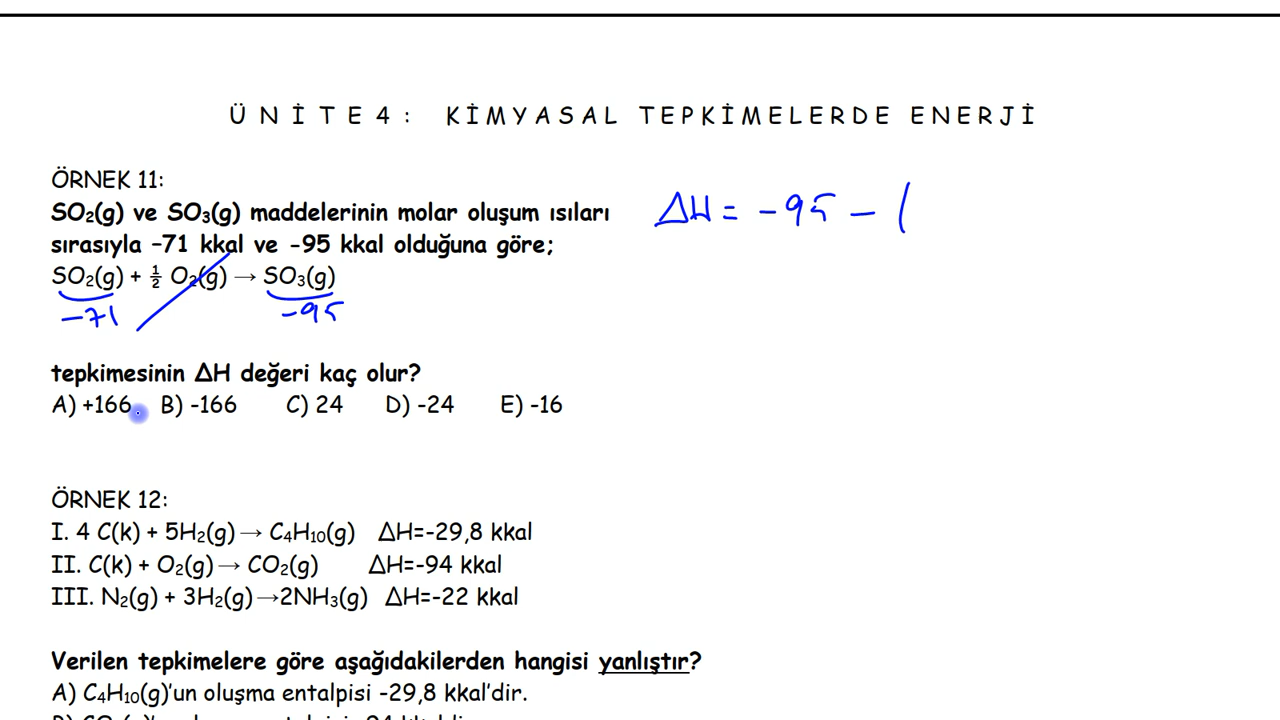 Ü N İ T E 4 : K İ M Y A S A L T E P K İ M E L E R D E E N E R J İ
ÖRNEK 11:
SO₂(g) ve SO₃(g) maddelerinin molar oluşum ısıları
sırasıyla -71 kkal ve -95 kkal olduğuna göre;
ΔH = -95 - (
SO₂(g) + ½ O₂(g) → SO₃(g)
-71 -95
tepkimesinin ΔH değeri kaç olur?
A) +166 B) -166 C) 24 D) -24 E) -16
ÖRNEK 12:
I. 4 C(k) + 5H₂(g) → C₄H₁₀(g) ΔH=-29,8 kkal
II. C(k) + O₂(g) → CO₂(g) ΔH=-94 kkal
III. N₂(g) + 3H₂(g) →2NH₃(g) ΔH=-22 kkal
Verilen tepkimelere göre aşağıdakilerden hangisi yanlıştır?
A) C₄H₁₀(g)'un oluşma entalpisi -29,8 kkal'dir.